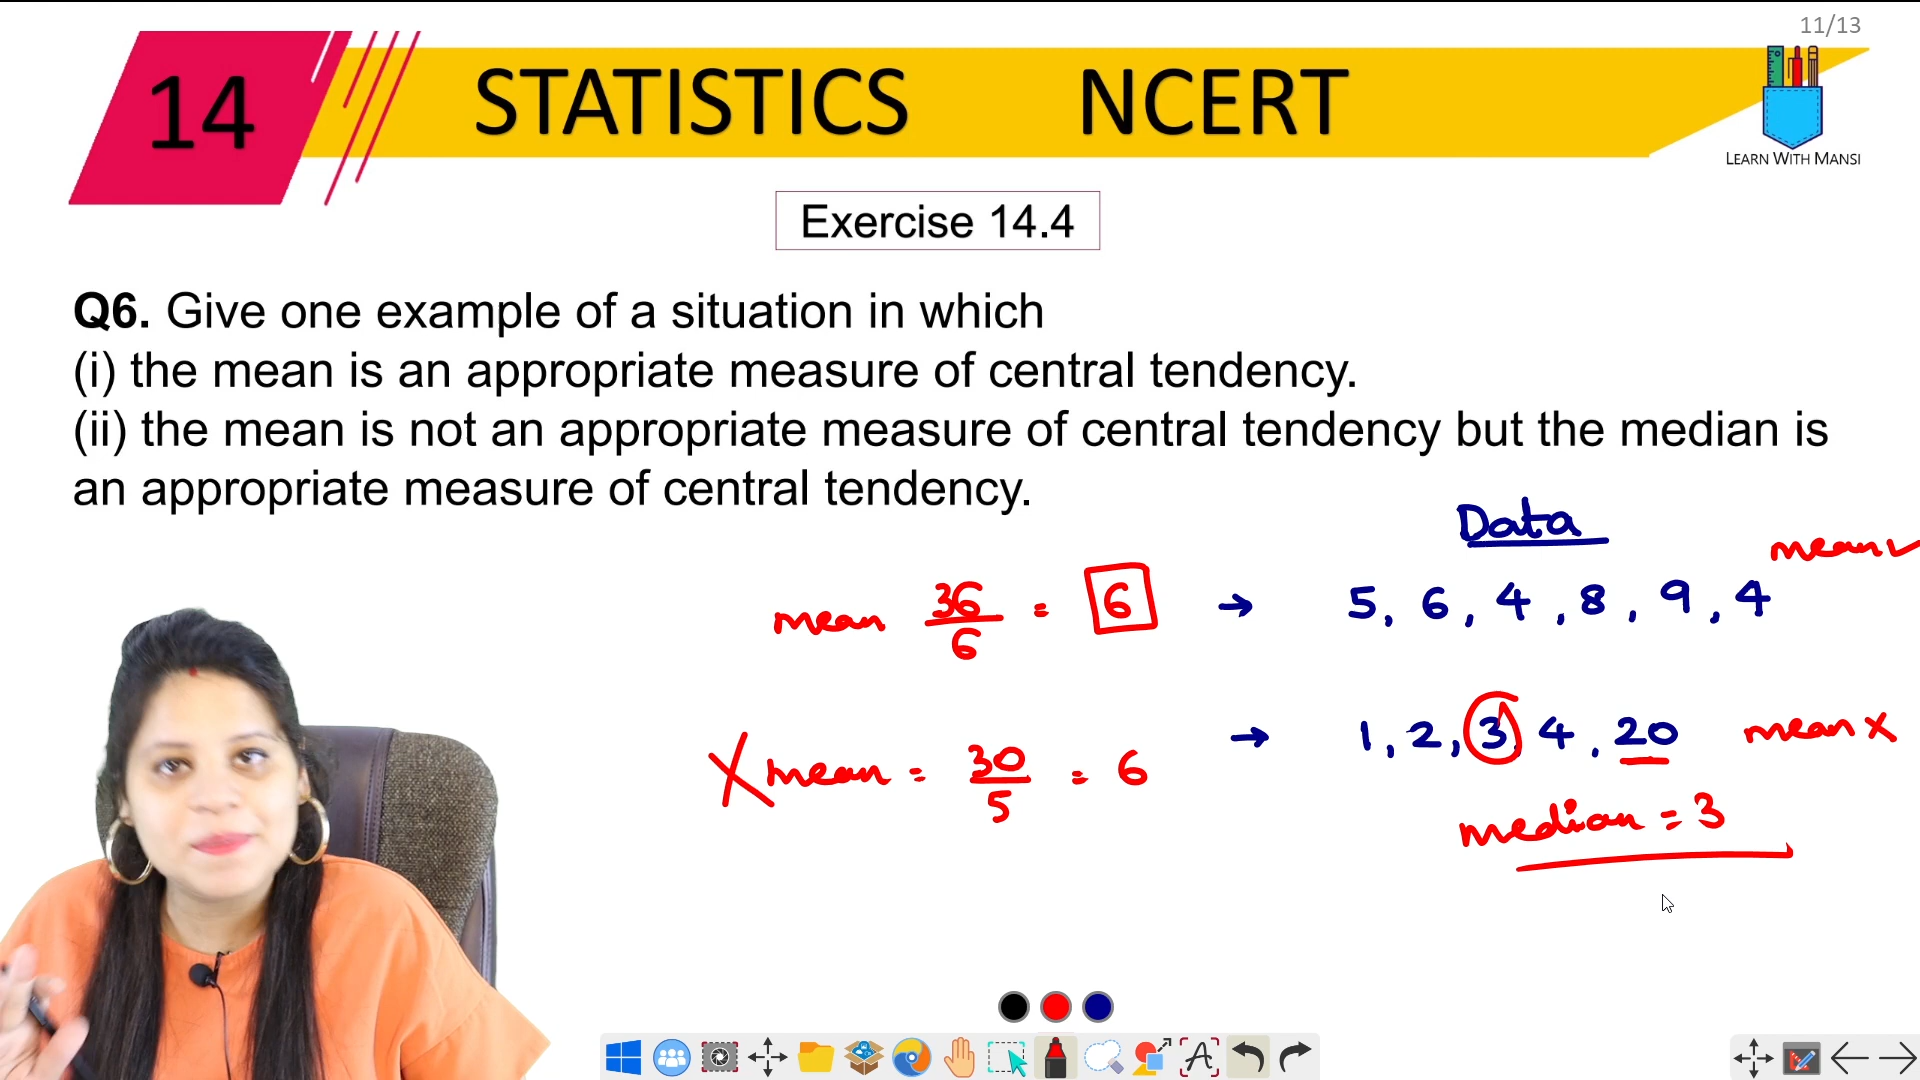 11/13
14 STATISTICS NCERT
LEARN WITH MANSI
Exercise 14.4
Q6. Give one example of a situation in which
(i) the mean is an appropriate measure of central tendency.
(ii) the mean is not an appropriate measure of central tendency but the median is
an appropriate measure of central tendency.
Data
mean ✓
mean 36/6 = 6 → 5, 6, 4, 8, 9, 4
→ 1, 2, 3, 4, 20 mean x
X mean = 30/5 = 6
median = 3